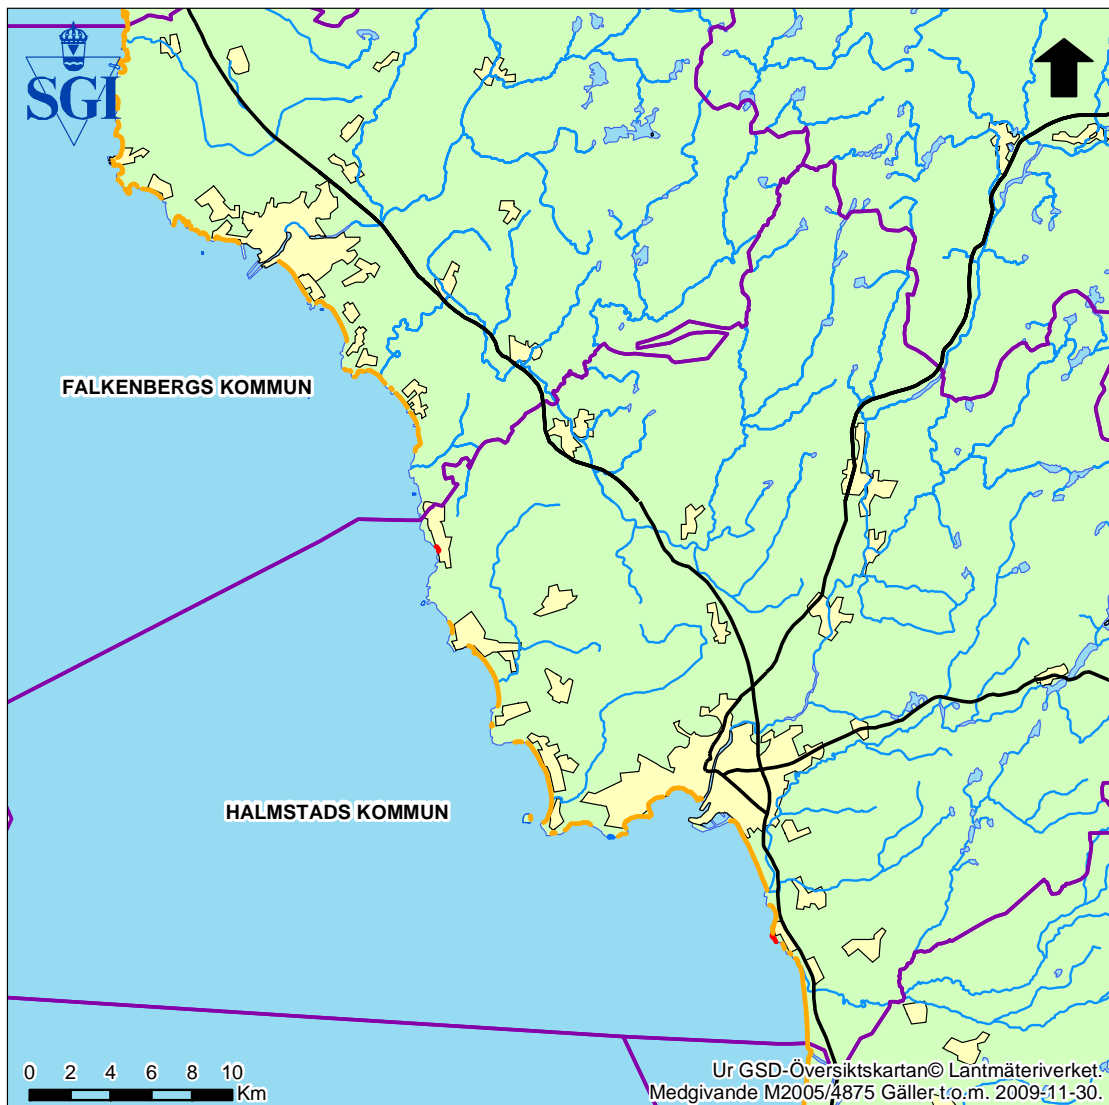 SGI
FALKENBERGS KOMMUN
HALMSTADS KOMMUN
0 2 4 6 8 10
Km
Ur GSD-Översiktskartan© Lantmäteriverket.
Medgivande M2005/4875 Gäller t.o.m. 2009-11-30.